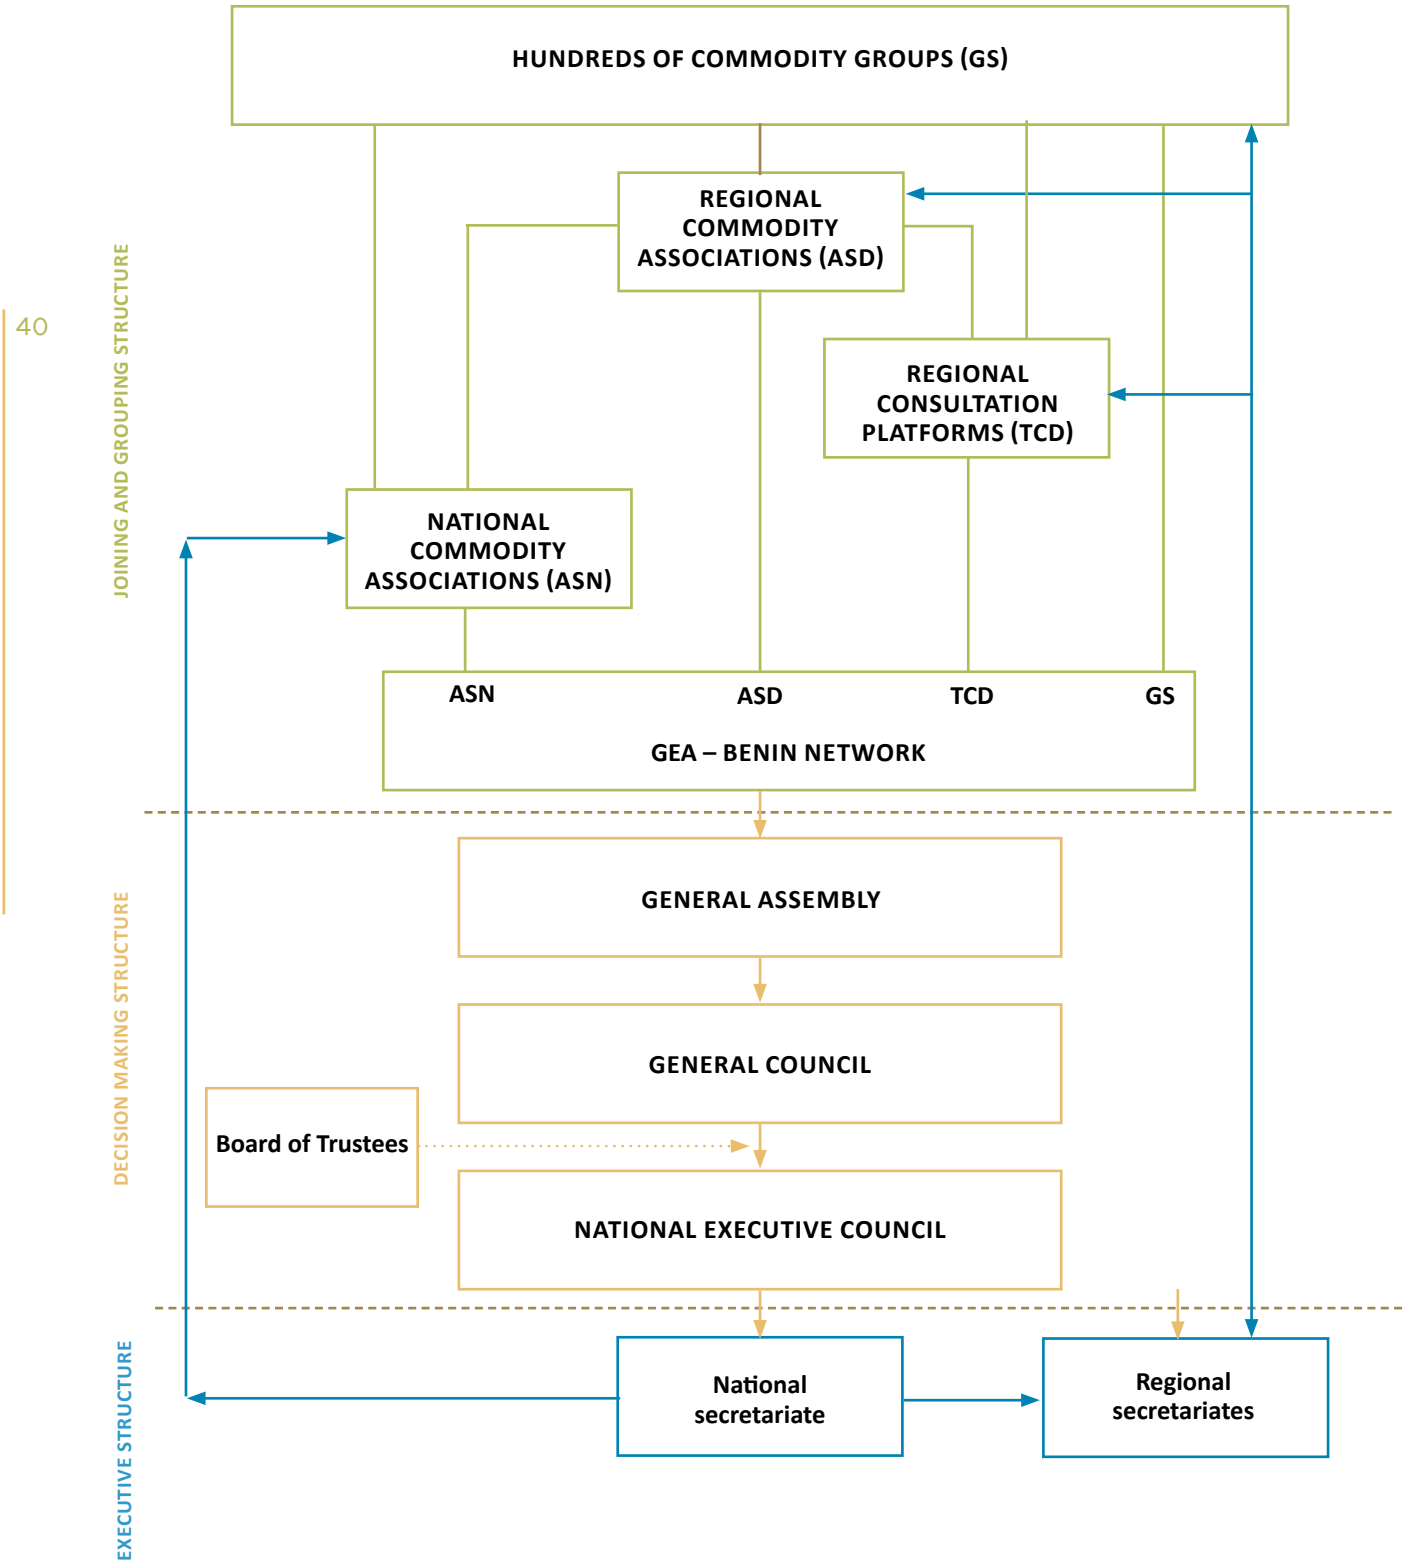 HUNDREDS OF COMMODITY GROUPS (GS)
REGIONAL
COMMODITY
ASSOCIATIONS (ASD)
40
JOINING AND GROUPING STRUCTURE
REGIONAL
CONSULTATION
PLATFORMS (TCD)
NATIONAL
COMMODITY
ASSOCIATIONS (ASN)
ASN
ASD
TCD
GS
GEA – BENIN NETWORK
DECISION MAKING STRUCTURE
GENERAL ASSEMBLY
GENERAL COUNCIL
Board of Trustees
NATIONAL EXECUTIVE COUNCIL
EXECUTIVE STRUCTURE
National
secretariate
Regional
secretariates